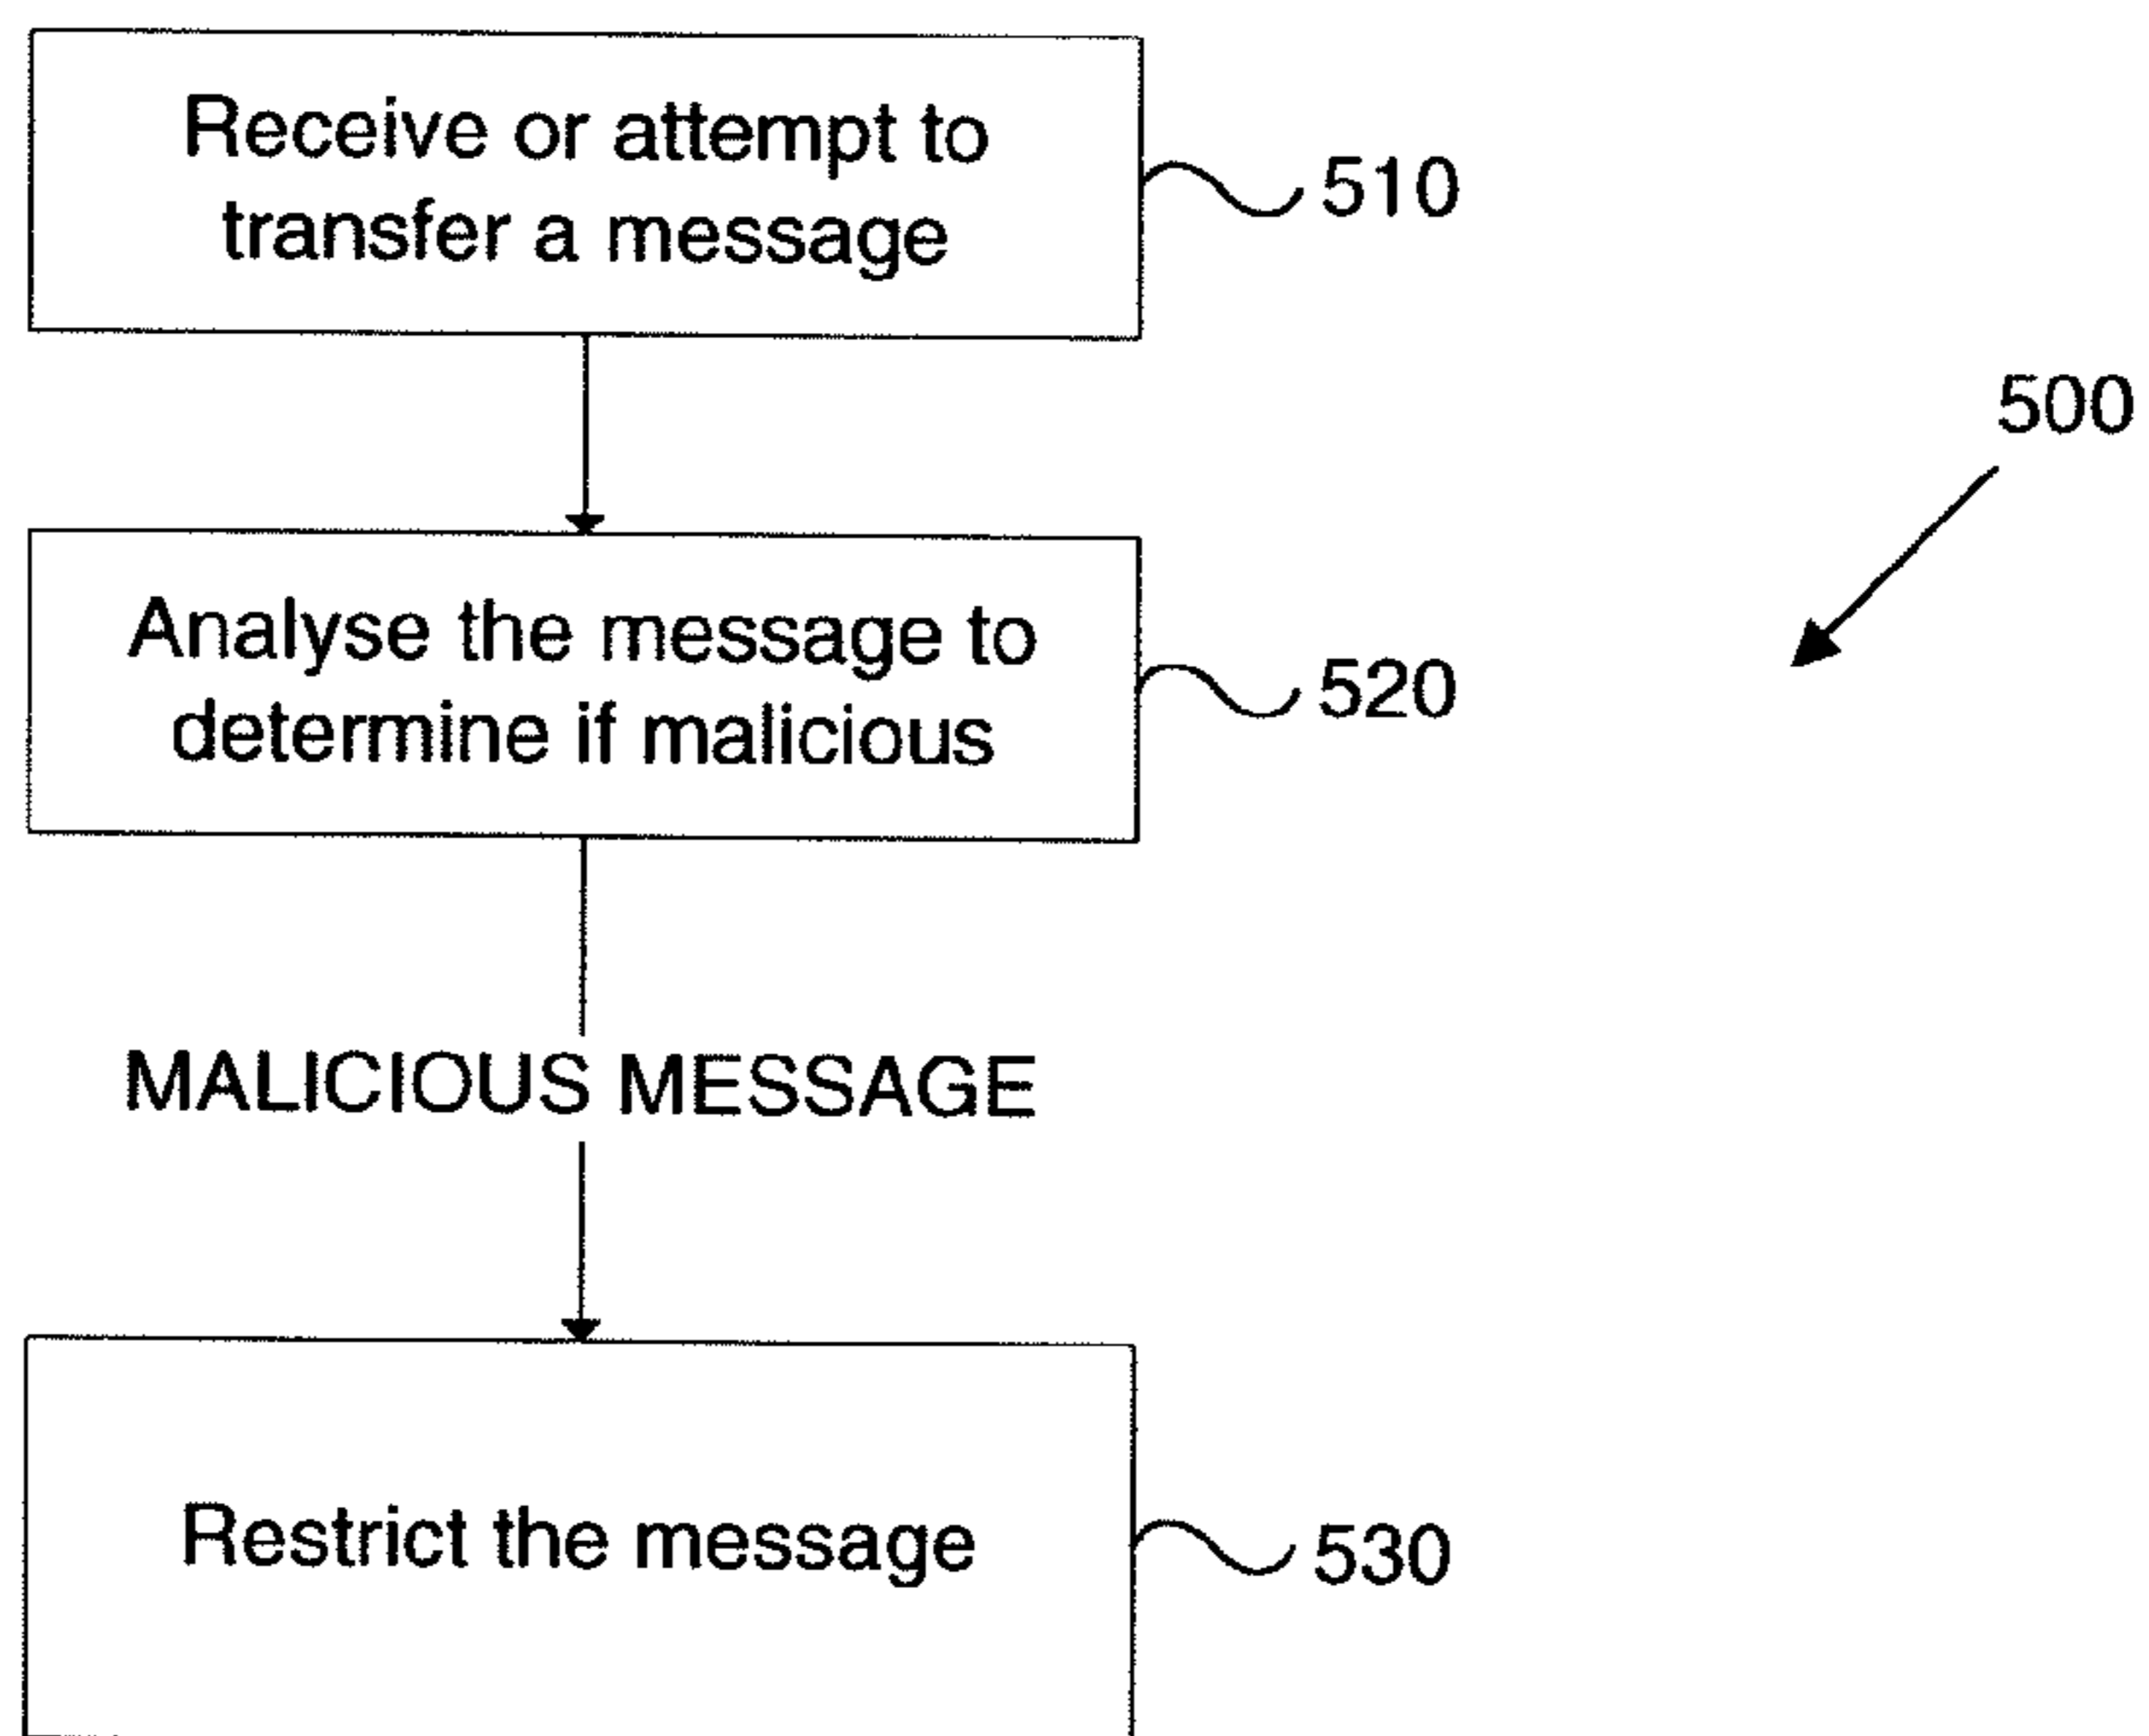 Receive or attempt to
transfer a message
510
500
Analyse the message to
determine if malicious
520
MALICIOUS MESSAGE
Restrict the message
530